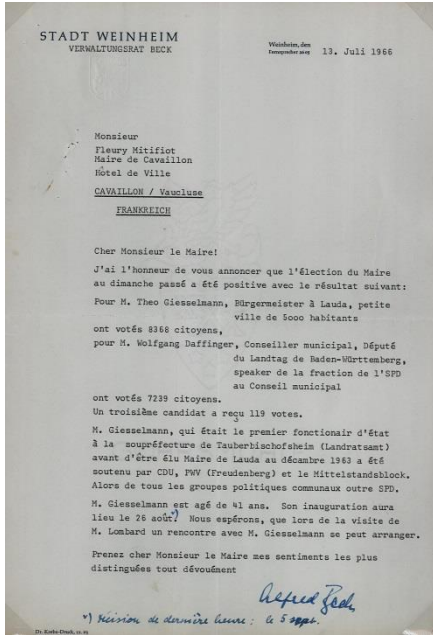 STADT WEINHEIM
VERWALTUNGSRAT BECK
Weinheim, den 13. Juli 1966
Fernsprecher
Monsieur
Fleury Mitifiot
Maire de Cavaillon
Hotel de Ville
CAVAILLON / Vaucluse
FRANKREICH
Cher Monsieur le Maire!
J'ai l'honneur de vous annoncer que l'élection du Maire
au dimanche passé a été positive avec le résultat suivant:
Pour M. Theo Giesselmann, Bürgermeister à Lauda, petite
ville de 5000 habitants
ont votés 8368 citoyens,
pour M. Wolfgang Daffinger, Conseiller municipal, Député
du Landtag de Baden-Württemberg,
speaker de la fraction de l'SPD
au Conseil municipal
ont votés 7239 citoyens.
Un troisième candidat a reçu 119 votes.
M. Giesselmann, qui était le premier fonctionair d'état
à la soupréfecture de Tauberbischofsheim (Landratsamt)
avant d'être élu Maire de Lauda au décembre 1963 a été
soutenu par CDU, PWV (Freudenberg) et le Mittelstandsblock.
Alors de tous les groupes politiques communaux outre SPD.
M. Giesselmann est agé de 41 ans. Son inauguration aura
lieu le 26 août.*) Nous espérons, que lors de la visite de
M. Lombard un rencontre avec M. Giesselmann se peut arranger.
Prenez cher Monsieur le Maire mes sentiments les plus
distinguées tout dévouément
Alfred Beck
*) Décision de dernière heure: le 5 sept.